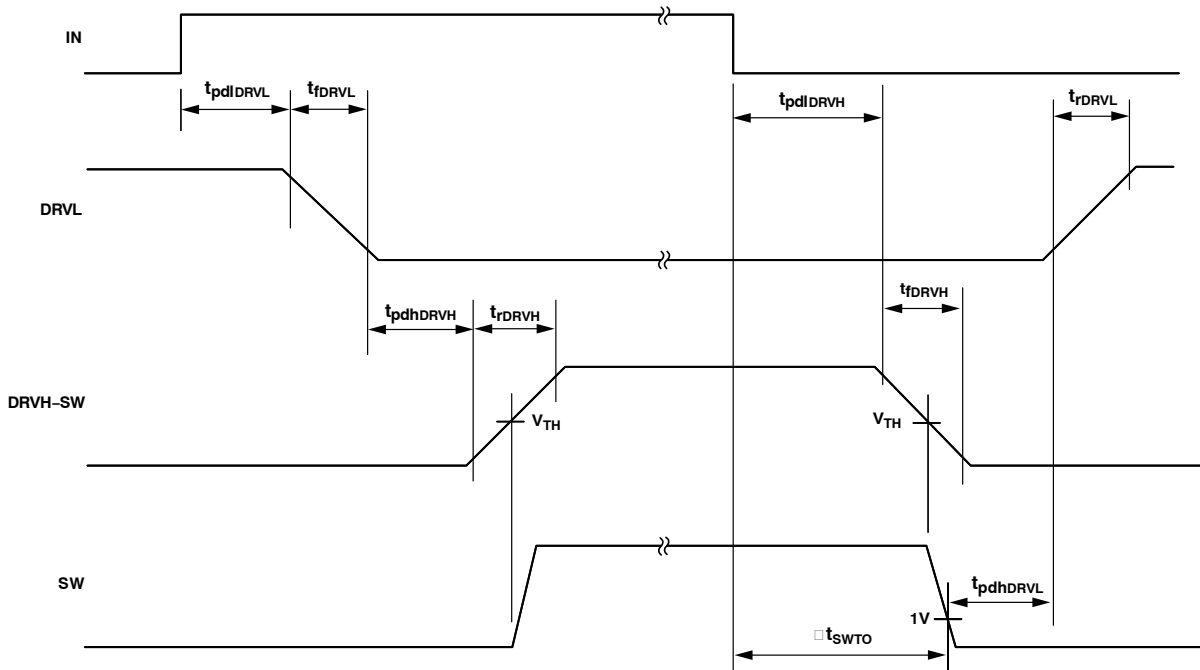 IN
tpdlDRVL
tfDRVL
tpdlDRVH
trDRVL
DRVL
tfDRVH
tpdhDRVH
trDRVH
DRVH–SW
VTH
VTH
SW
tpdhDRVL
1V
□ tSWTO